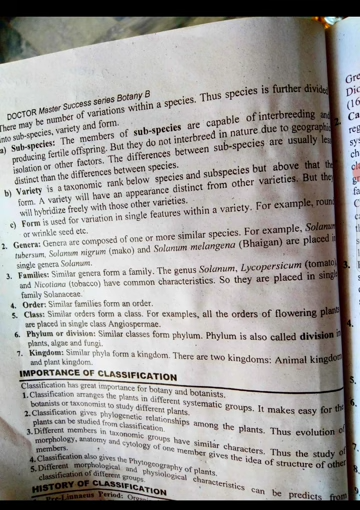 DOCTOR Master Success series Botany B
There may be number of variations within a species. Thus species is further divided
into sub-species, variety and form.
a) Sub-species: The members of sub-species are capable of interbreeding and
producing fertile offspring. But they do not interbreed in nature due to geographic
isolation or other factors. The differences between sub-species are usually less
distinct than the differences between species.
b) Variety is a taxonomic rank below species and subspecies but above that the
form. A variety will have an appearance distinct from other varieties. But the
will hybridize freely with those other varieties.
c) Form is used for variation in single features within a variety. For example, round
or wrinkle seed etc.
2. Genera: Genera are composed of one or more similar species. For example, Solanum
tubersum, Solanum nigrum (mako) and Solanum melangena (Bhaigan) are placed in
single genera Solanum.
3. Families: Similar genera form a family. The genus Solanum, Lycopersicum (tomato)
and Nicotiana (tobacco) have common characteristics. So they are placed in single
family Solanaceae.
4. Order: Similar families form an order.
5. Class: Similar orders form a class. For examples, all the orders of flowering plants
are placed in single class Angiospermae.
6. Phylum or division: Similar classes form phylum. Phylum is also called division in
plants, algae and fungi.
7. Kingdom: Similar phyla form a kingdom. There are two kingdoms: Animal kingdom
and plant kingdom.
IMPORTANCE OF CLASSIFICATION
Classification has great importance for botany and botanists.
1. Classification arranges the plants in different systematic groups. It makes easy for the
botanists or taxonomist to study different plants.
2. Classification gives phylogenetic relationships among the plants. Thus evolution of
plants can be studied from classification.
3. Different members in taxonomic groups have similar characters. Thus the study of
morphology, anatomy and cytology of one member gives the idea of structure of other
members.
4. Classification also gives the Phytogeography of plants.
5. Different morphological and physiological characteristics can be predicts from
classification of different groups.
HISTORY OF CLASSIFICATION
Pre-Linnaeus Period: